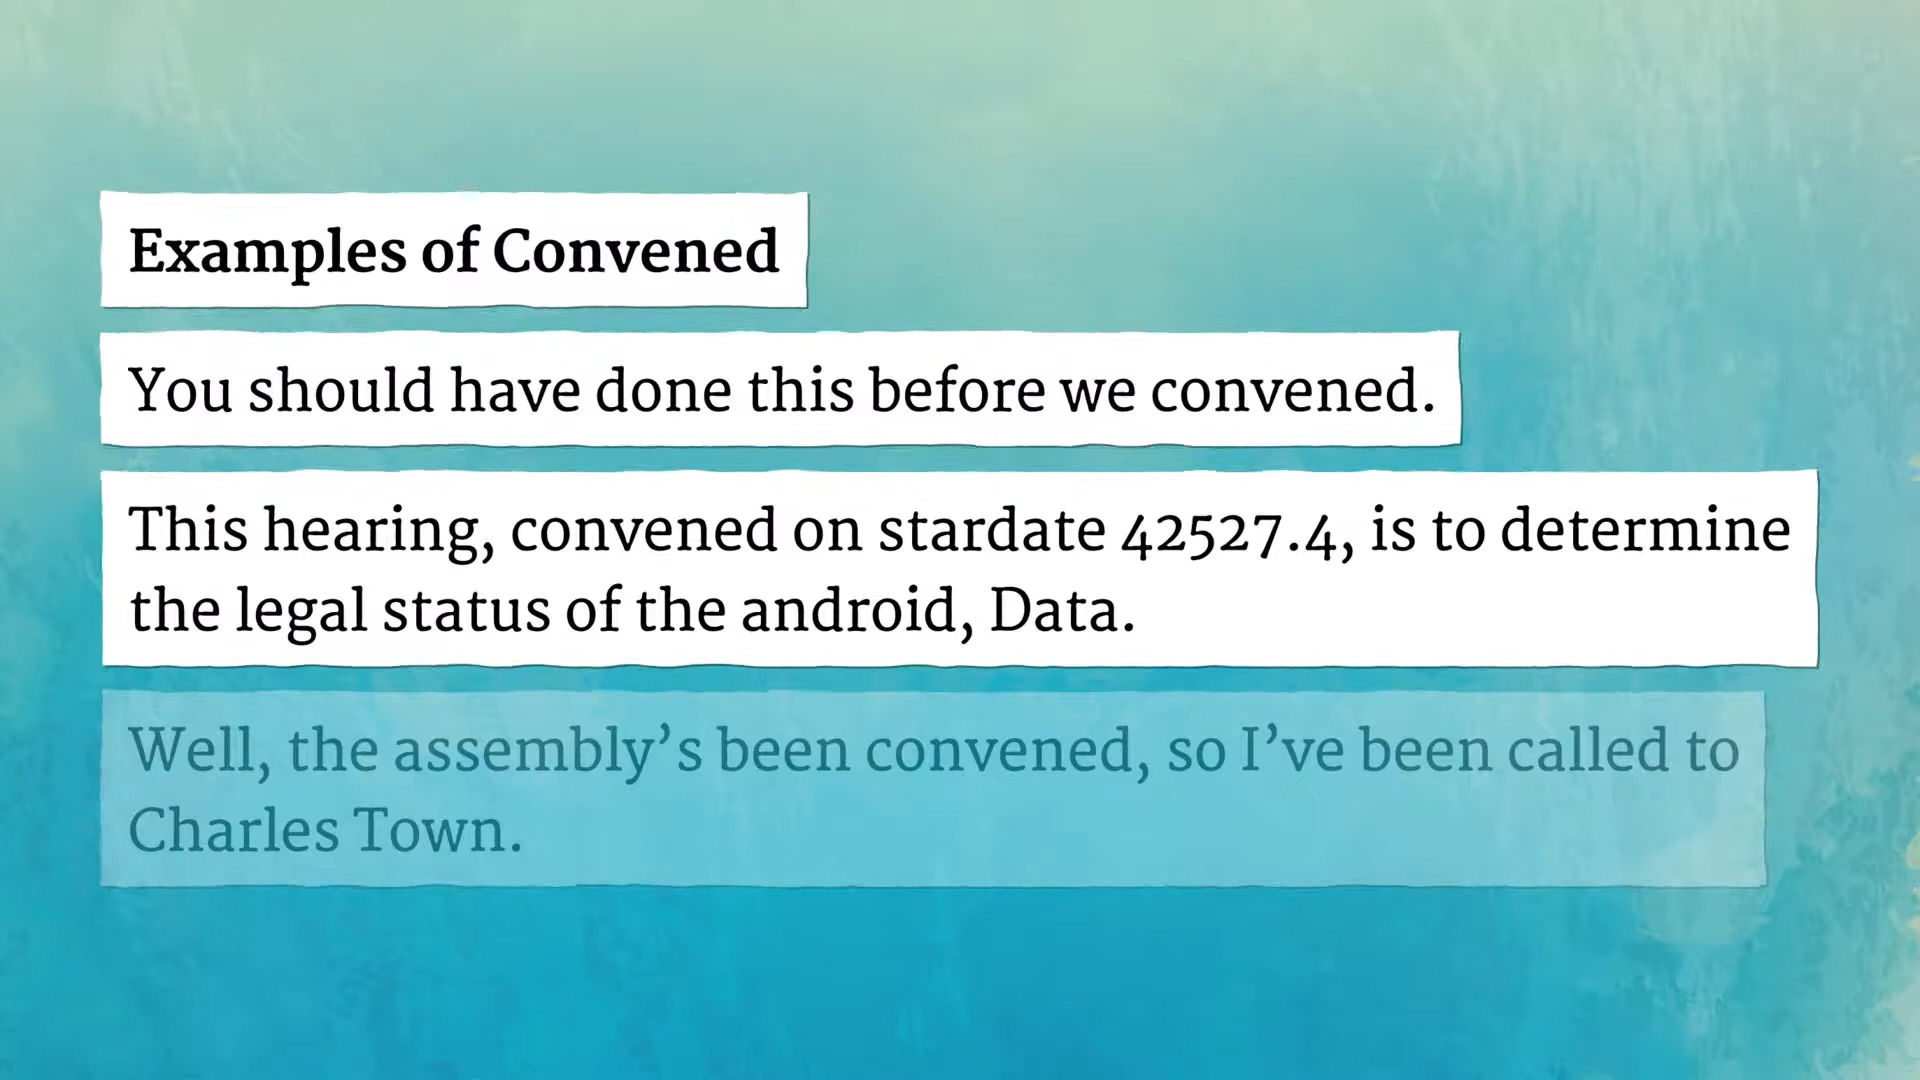 Examples of Convened
You should have done this before we convened.
This hearing, convened on stardate 42527.4, is to determine
the legal status of the android, Data.
Well, the assembly’s been convened, so I’ve been called to
Charles Town.